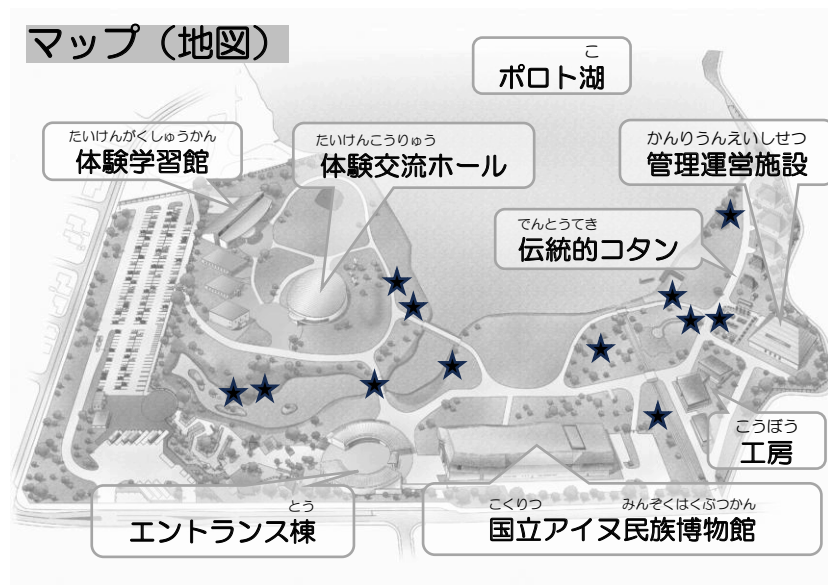 マップ（地図）
こ
ポロト湖
たいけんがくしゅうかん
体験学習館
たいけんこうりゅう
体験交流ホール
かんりうんえいしせつ
管理運営施設
でんとうてき
伝統的コタン
こうぼう
工房
とう
エントランス棟
こくりつ みんぞくはくぶつかん
国立アイヌ民族博物館